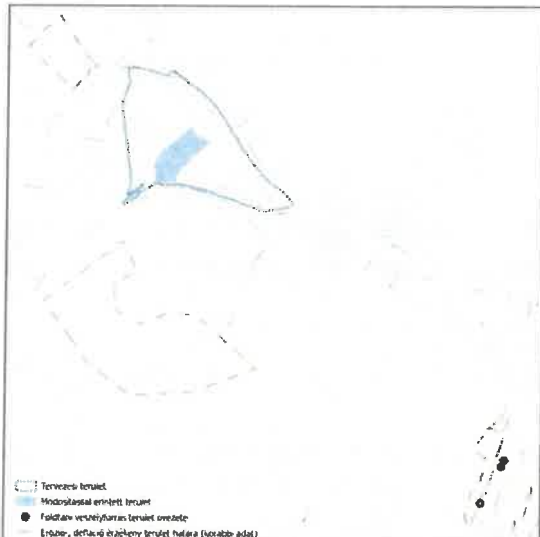 Tervezési terület
Módosítással érintett terület
Földtani veszélyforrás terület övezete
Erózió-, defláció érzékeny terület határa (korábbi adat)